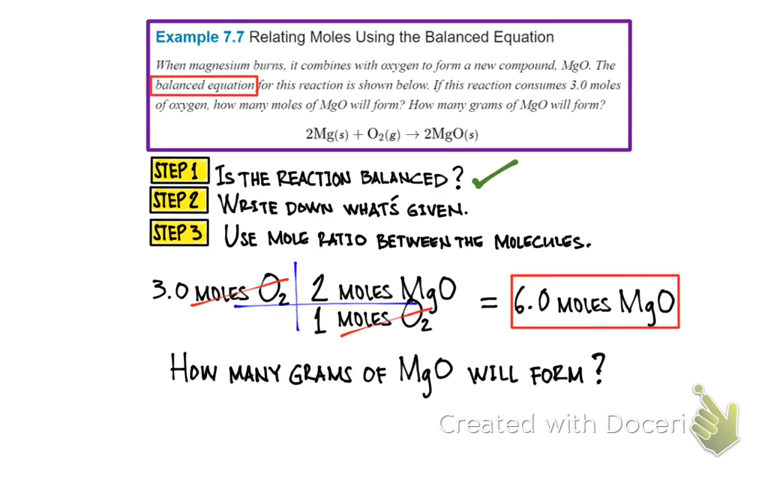 Example 7.7 Relating Moles Using the Balanced Equation
When magnesium burns, it combines with oxygen to form a new compound, MgO. The
balanced equation for this reaction is shown below. If this reaction consumes 3.0 moles
of oxygen, how many moles of MgO will form? How many grams of MgO will form?
2Mg(s) + O₂(g) → 2MgO(s)
STEP 1 IS THE REACTION BALANCED? ✓
STEP 2 WRITE DOWN WHAT'S GIVEN.
STEP 3 USE MOLE RATIO BETWEEN THE MOLECULES.
3.0 MOLES O₂ | 2 MOLES MgO = 6.0 MOLES MgO
1 MOLES O₂
HOW MANY GRAMS OF MgO WILL FORM?
Created with Doceri